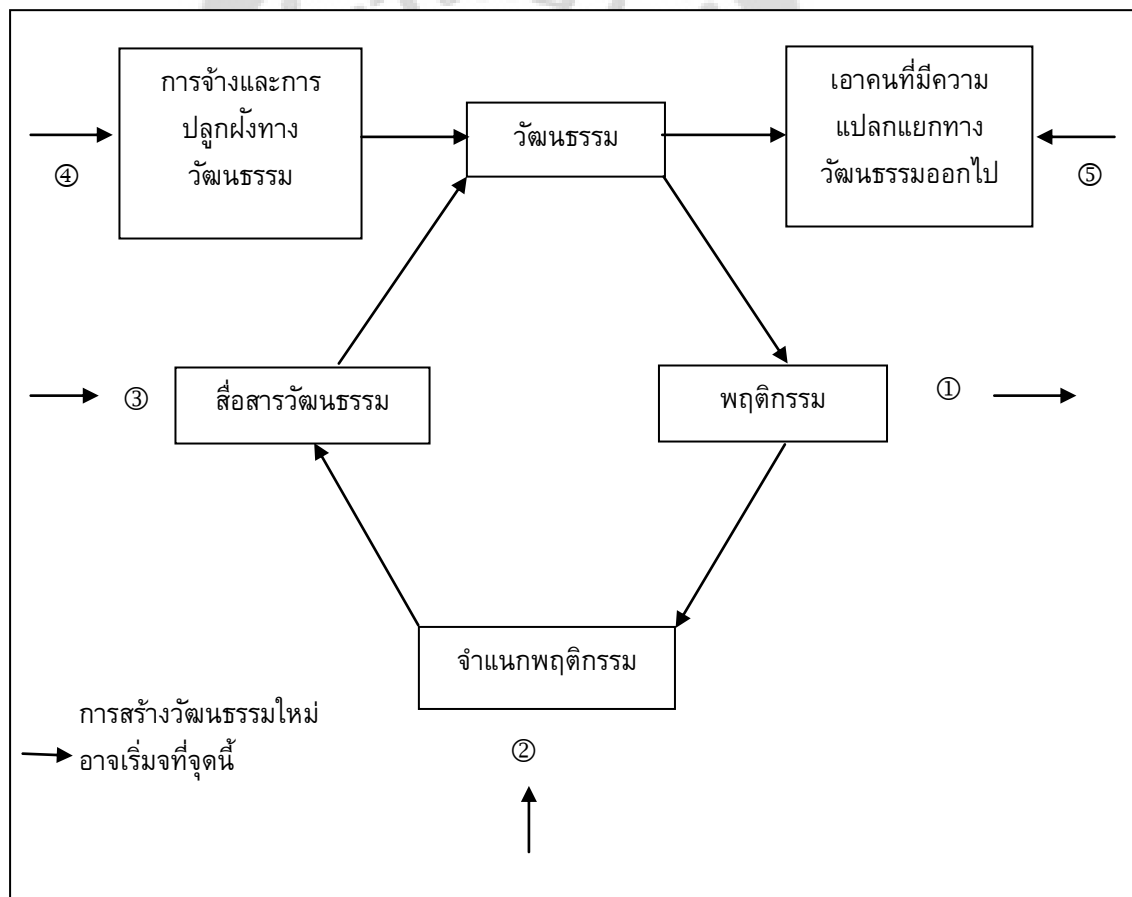 การจ้างและการ
ปลูกฝังทาง
วัฒนธรรม
วัฒนธรรม
เอาคนที่มีความ
แปลกแยกทาง
วัฒนธรรมออกไป
④
⑤
③
สื่อสารวัฒนธรรม
พฤติกรรม
①
จำแนกพฤติกรรม
②
การสร้างวัฒนธรรมใหม่
อาจเริ่มจที่จุดนี้